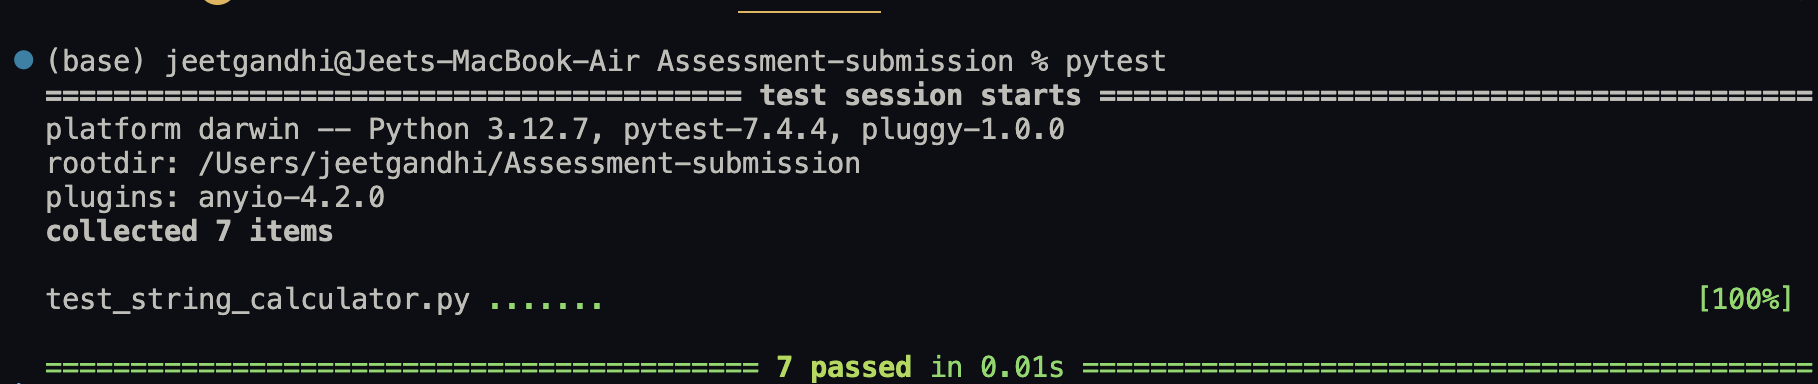 (base) jeetgandhi@Jeets-MacBook-Air Assessment-submission % pytest
========================================= test session starts ==========================================
platform darwin -- Python 3.12.7, pytest-7.4.4, pluggy-1.0.0
rootdir: /Users/jeetgandhi/Assessment-submission
plugins: anyio-4.2.0
collected 7 items
test_string_calculator.py ....... [100%]
========================================== 7 passed in 0.01s ===========================================